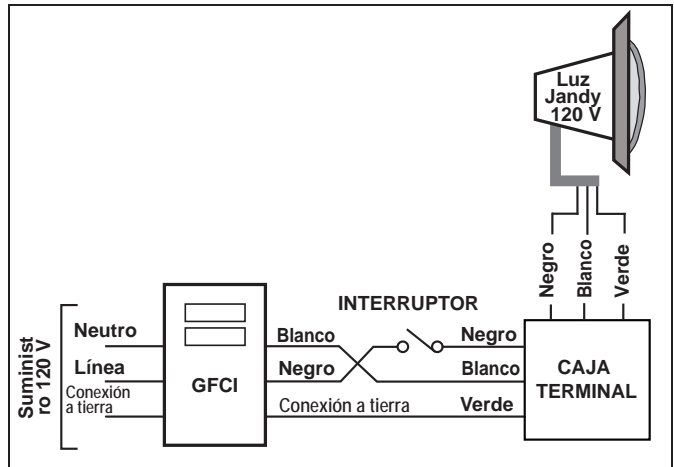 Luz
Jandy
120 V
Negro
Blanco
Verde
INTERRUPTOR
Suminist
ro 120 V
Neutro
Línea
Conexión
a tierra
GFCI
Blanco
Negro
Conexión a tierra
Negro
Blanco
Verde
CAJA
TERMINAL